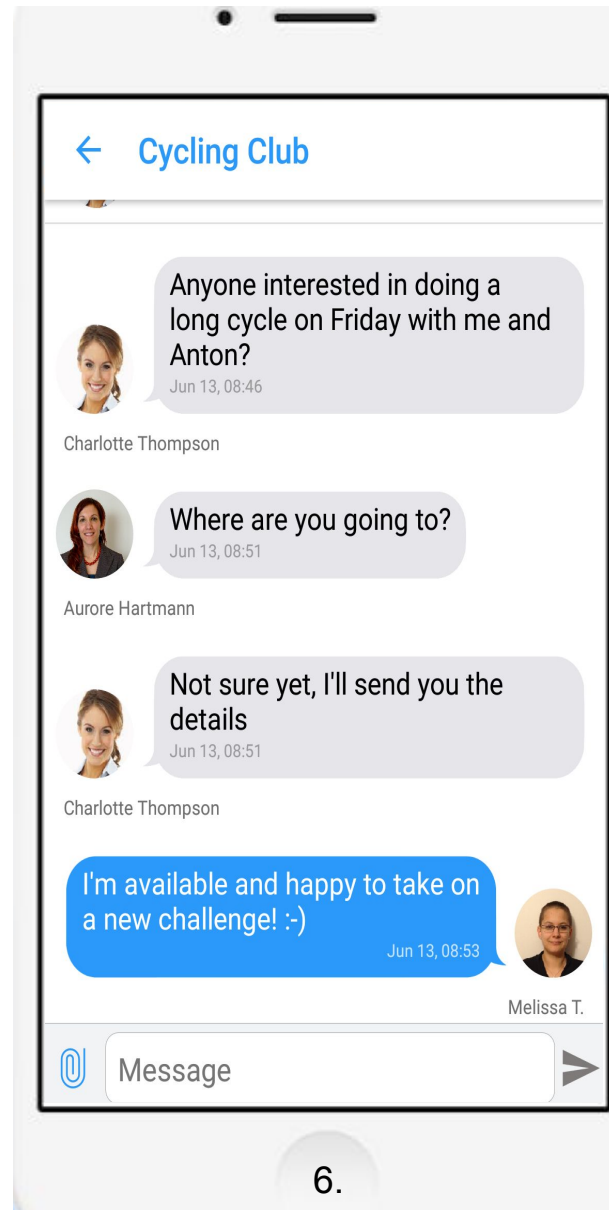 Cycling Club
Anyone interested in doing a
long cycle on Friday with me and
Anton?
Jun 13, 08:46
Charlotte Thompson
Where are you going to?
Jun 13, 08:51
Aurore Hartmann
Not sure yet, I'll send you the
details
Jun 13, 08:51
Charlotte Thompson
I'm available and happy to take on
a new challenge! :-)
Jun 13, 08:53
Melissa T.
Message
6.